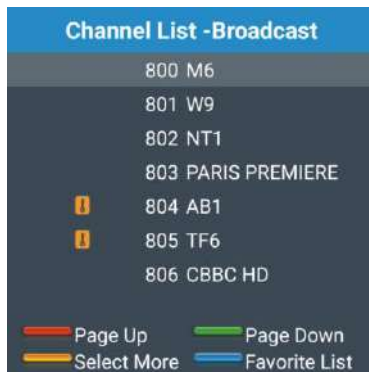 Channel List -Broadcast
800 M6
801 W9
802 NT1
803 PARIS PREMIERE
804 AB1
805 TF6
806 CBBC HD
Page Up Page Down
Select More Favorite List